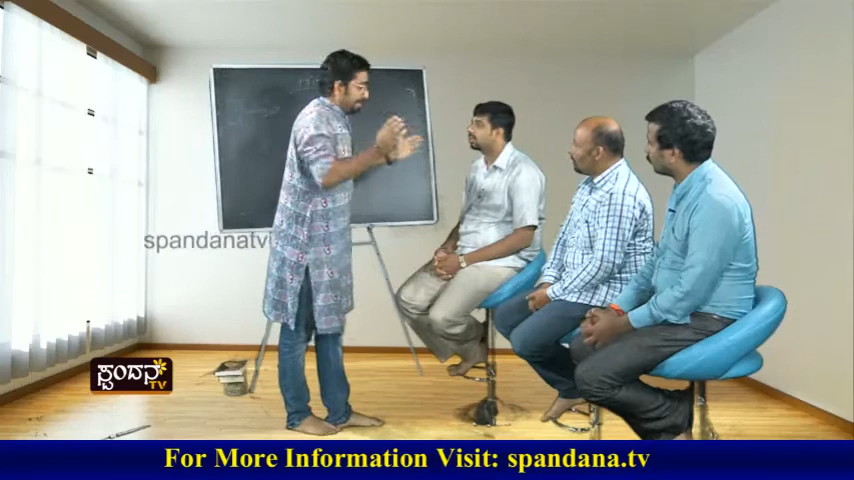 spandanatv
ಸ್ಪಂದನ
TV
For More Information Visit: spandana.tv